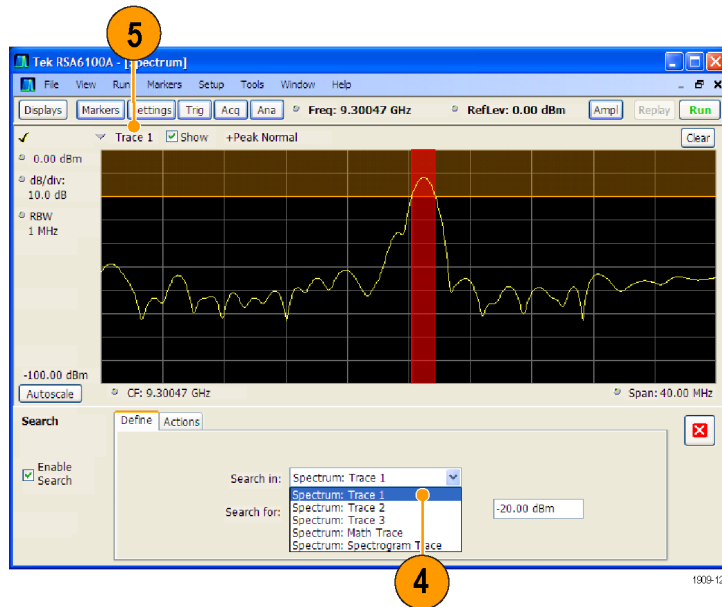 5
Tek RSA6100A - [Spectrum]
File View Run Markers Setup Tools Window Help
Displays Markers Settings Trig Acq Ana Freq: 9.30047 GHz RefLev: 0.00 dBm Ampl Replay Run
Trace 1 Show +Peak Normal Clear
0.00 dBm
dB/div:
10.0 dB
RBW
1 MHz
-100.00 dBm
Autoscale CF: 9.30047 GHz Span: 40.00 MHz
Search Define Actions
Enable
Search
Search in: Spectrum: Trace 1
Spectrum: Trace 1
Spectrum: Trace 2
Spectrum: Trace 3
Spectrum: Math Trace
Spectrum: Spectrogram Trace
Search for: -20.00 dBm
4